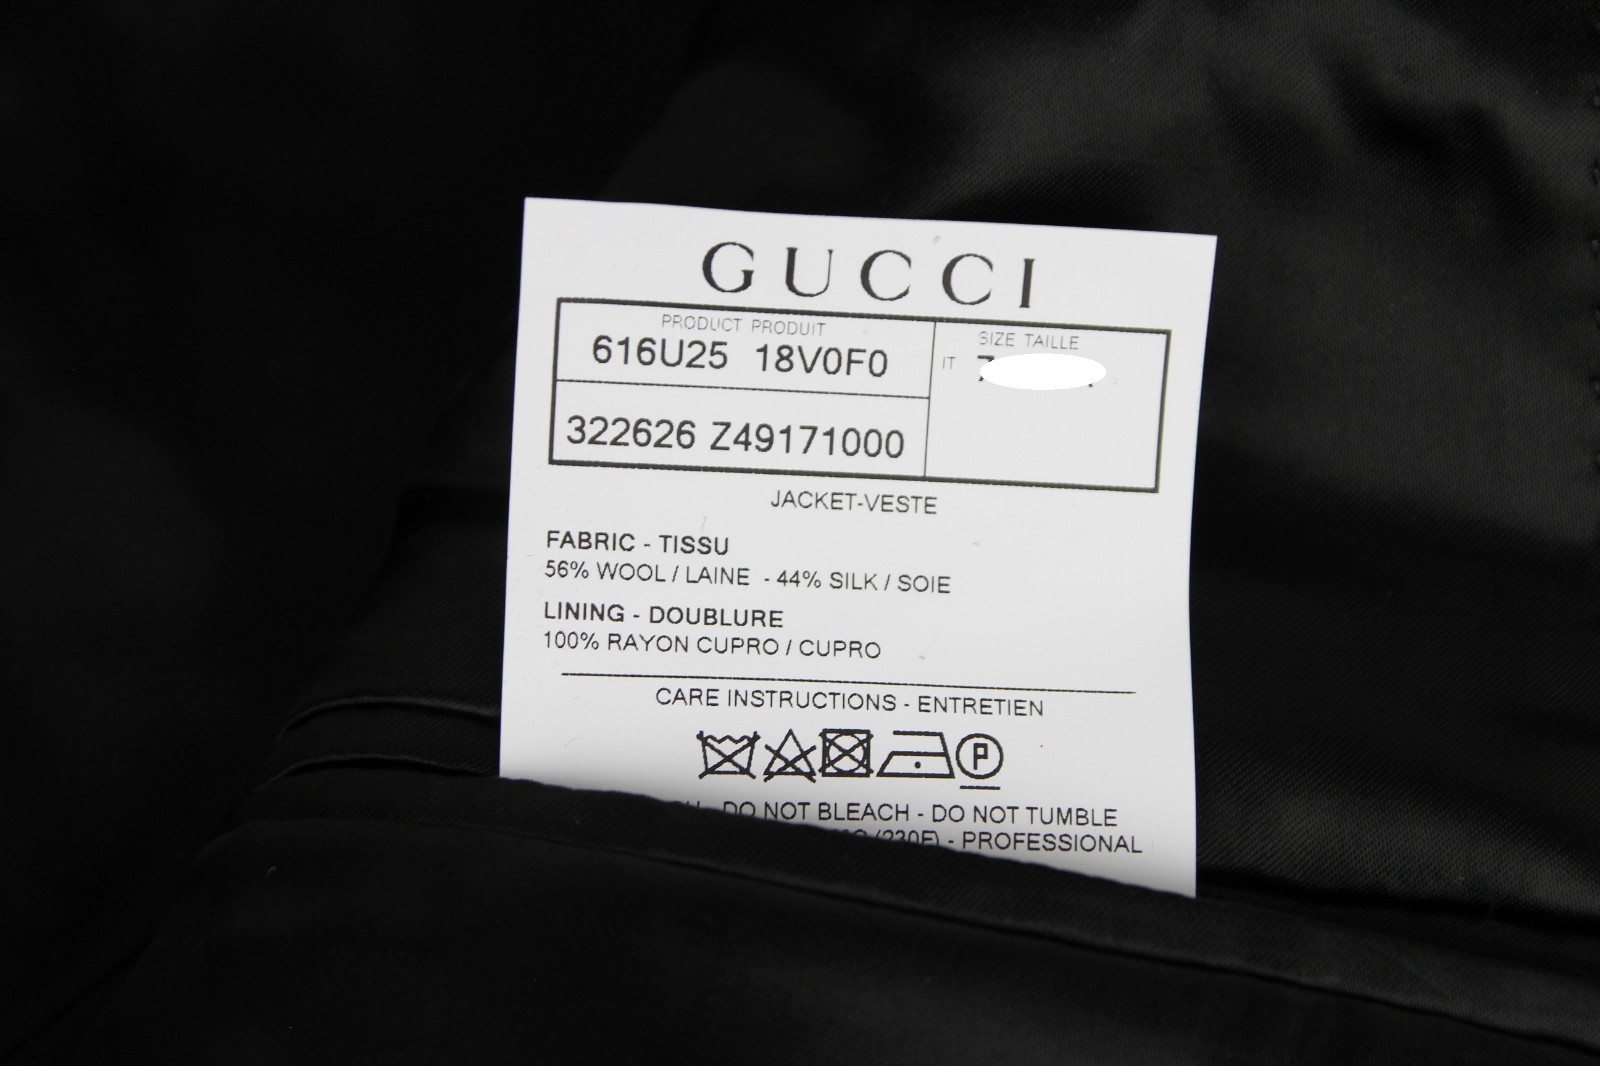 GUCCI
PRODUCT PRODUIT
616U25 18V0F0
SIZE TAILLE
IT
322626 Z49171000
JACKET-VESTE
FABRIC - TISSU
56% WOOL / LAINE - 44% SILK / SOIE
LINING - DOUBLURE
100% RAYON CUPRO / CUPRO
CARE INSTRUCTIONS - ENTRETIEN
P
- DO NOT BLEACH - DO NOT TUMBLE
(230F) - PROFESSIONAL